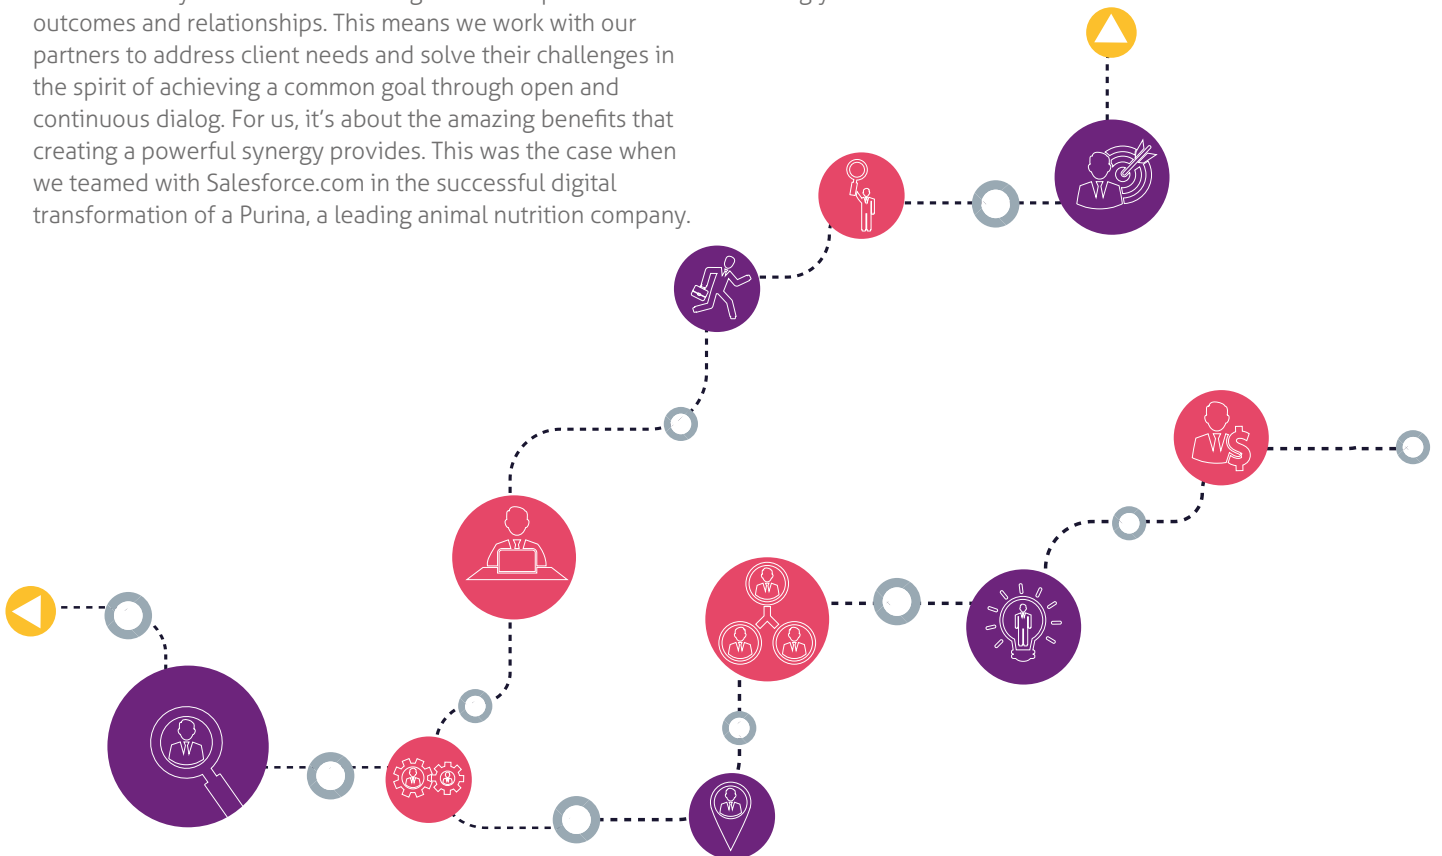 outcomes and relationships. This means we work with our
partners to address client needs and solve their challenges in
the spirit of achieving a common goal through open and
continuous dialog. For us, it’s about the amazing benefits that
creating a powerful synergy provides. This was the case when
we teamed with Salesforce.com in the successful digital
transformation of a Purina, a leading animal nutrition company.
$